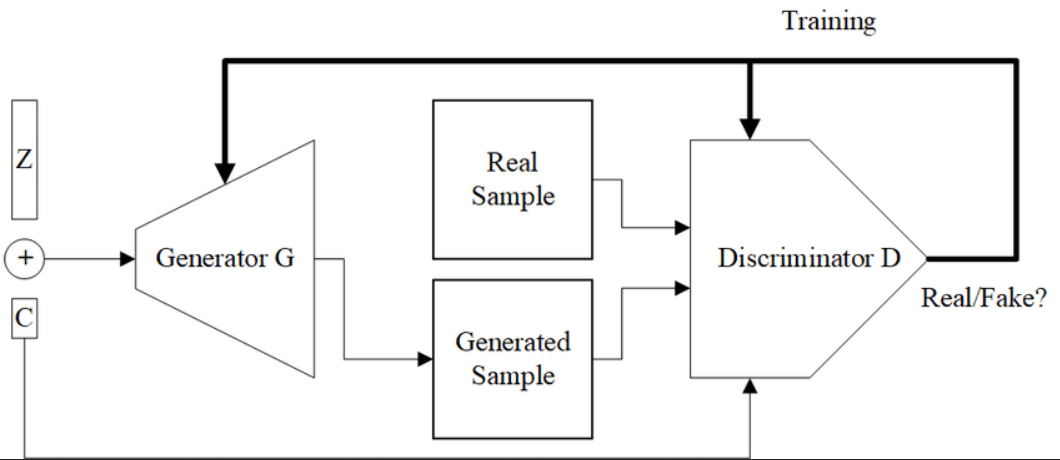 Training
Z
Real
Sample
+
Generator G
Discriminator D
C
Real/Fake?
Generated
Sample